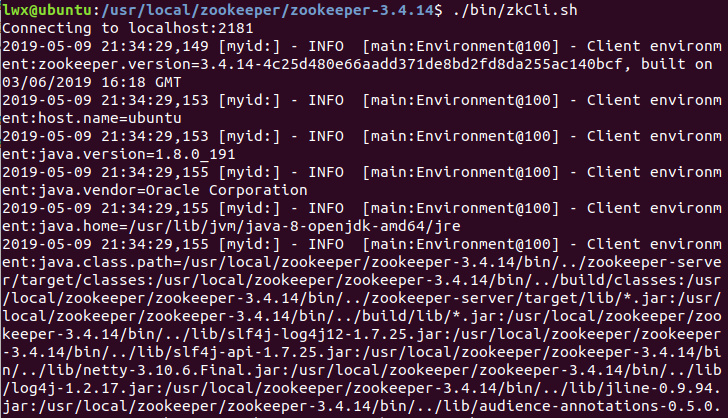 lwx@ubuntu:/usr/local/zookeeper/zookeeper-3.4.14$ ./bin/zkCli.sh
Connecting to localhost:2181
2019-05-09 21:34:29,149 [myid:] - INFO  [main:Environment@100] - Client environm
ent:zookeeper.version=3.4.14-4c25d480e66aadd371de8bd2fd8da255ac140bcf, built on
03/06/2019 16:18 GMT
2019-05-09 21:34:29,153 [myid:] - INFO  [main:Environment@100] - Client environm
ent:host.name=ubuntu
2019-05-09 21:34:29,153 [myid:] - INFO  [main:Environment@100] - Client environm
ent:java.version=1.8.0_191
2019-05-09 21:34:29,155 [myid:] - INFO  [main:Environment@100] - Client environm
ent:java.vendor=Oracle Corporation
2019-05-09 21:34:29,155 [myid:] - INFO  [main:Environment@100] - Client environm
ent:java.home=/usr/lib/jvm/java-8-openjdk-amd64/jre
2019-05-09 21:34:29,155 [myid:] - INFO  [main:Environment@100] - Client environm
ent:java.class.path=/usr/local/zookeeper/zookeeper-3.4.14/bin/../zookeeper-serve
r/target/classes:/usr/local/zookeeper/zookeeper-3.4.14/bin/../build/classes:/usr
/local/zookeeper/zookeeper-3.4.14/bin/../zookeeper-server/target/lib/*.jar:/usr/
local/zookeeper/zookeeper-3.4.14/bin/../build/lib/*.jar:/usr/local/zookeeper/zoo
keeper-3.4.14/bin/../lib/slf4j-log4j12-1.7.25.jar:/usr/local/zookeeper/zookeeper
-3.4.14/bin/../lib/slf4j-api-1.7.25.jar:/usr/local/zookeeper/zookeeper-3.4.14/bi
n/../lib/netty-3.10.6.Final.jar:/usr/local/zookeeper/zookeeper-3.4.14/bin/../lib
/log4j-1.2.17.jar:/usr/local/zookeeper/zookeeper-3.4.14/bin/../lib/jline-0.9.94.
jar:/usr/local/zookeeper/zookeeper-3.4.14/bin/../lib/audience-annotations-0.5.0.